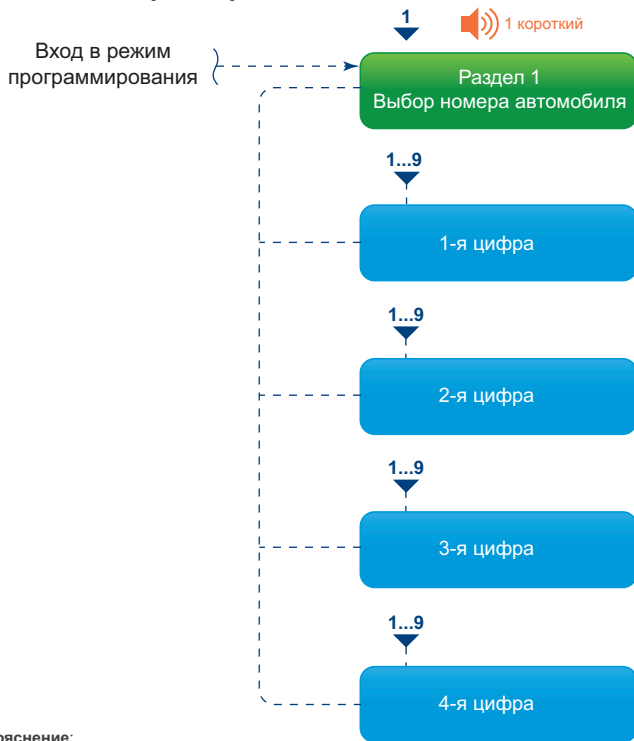 1
1 короткий
Вход в режим
программирования
Раздел 1
Выбор номера автомобиля
1...9
1-я цифра
1...9
2-я цифра
1...9
3-я цифра
1...9
4-я цифра